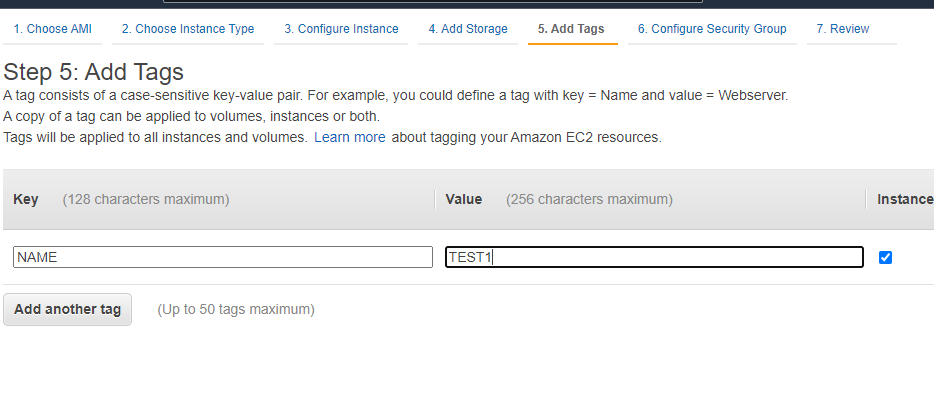 1. Choose AMI 2. Choose Instance Type 3. Configure Instance 4. Add Storage 5. Add Tags 6. Configure Security Group 7. Review
Step 5: Add Tags
A tag consists of a case-sensitive key-value pair. For example, you could define a tag with key = Name and value = Webserver.
A copy of a tag can be applied to volumes, instances or both.
Tags will be applied to all instances and volumes. Learn more about tagging your Amazon EC2 resources.
Key (128 characters maximum) Value (256 characters maximum) Instance
NAME TEST1
Add another tag (Up to 50 tags maximum)